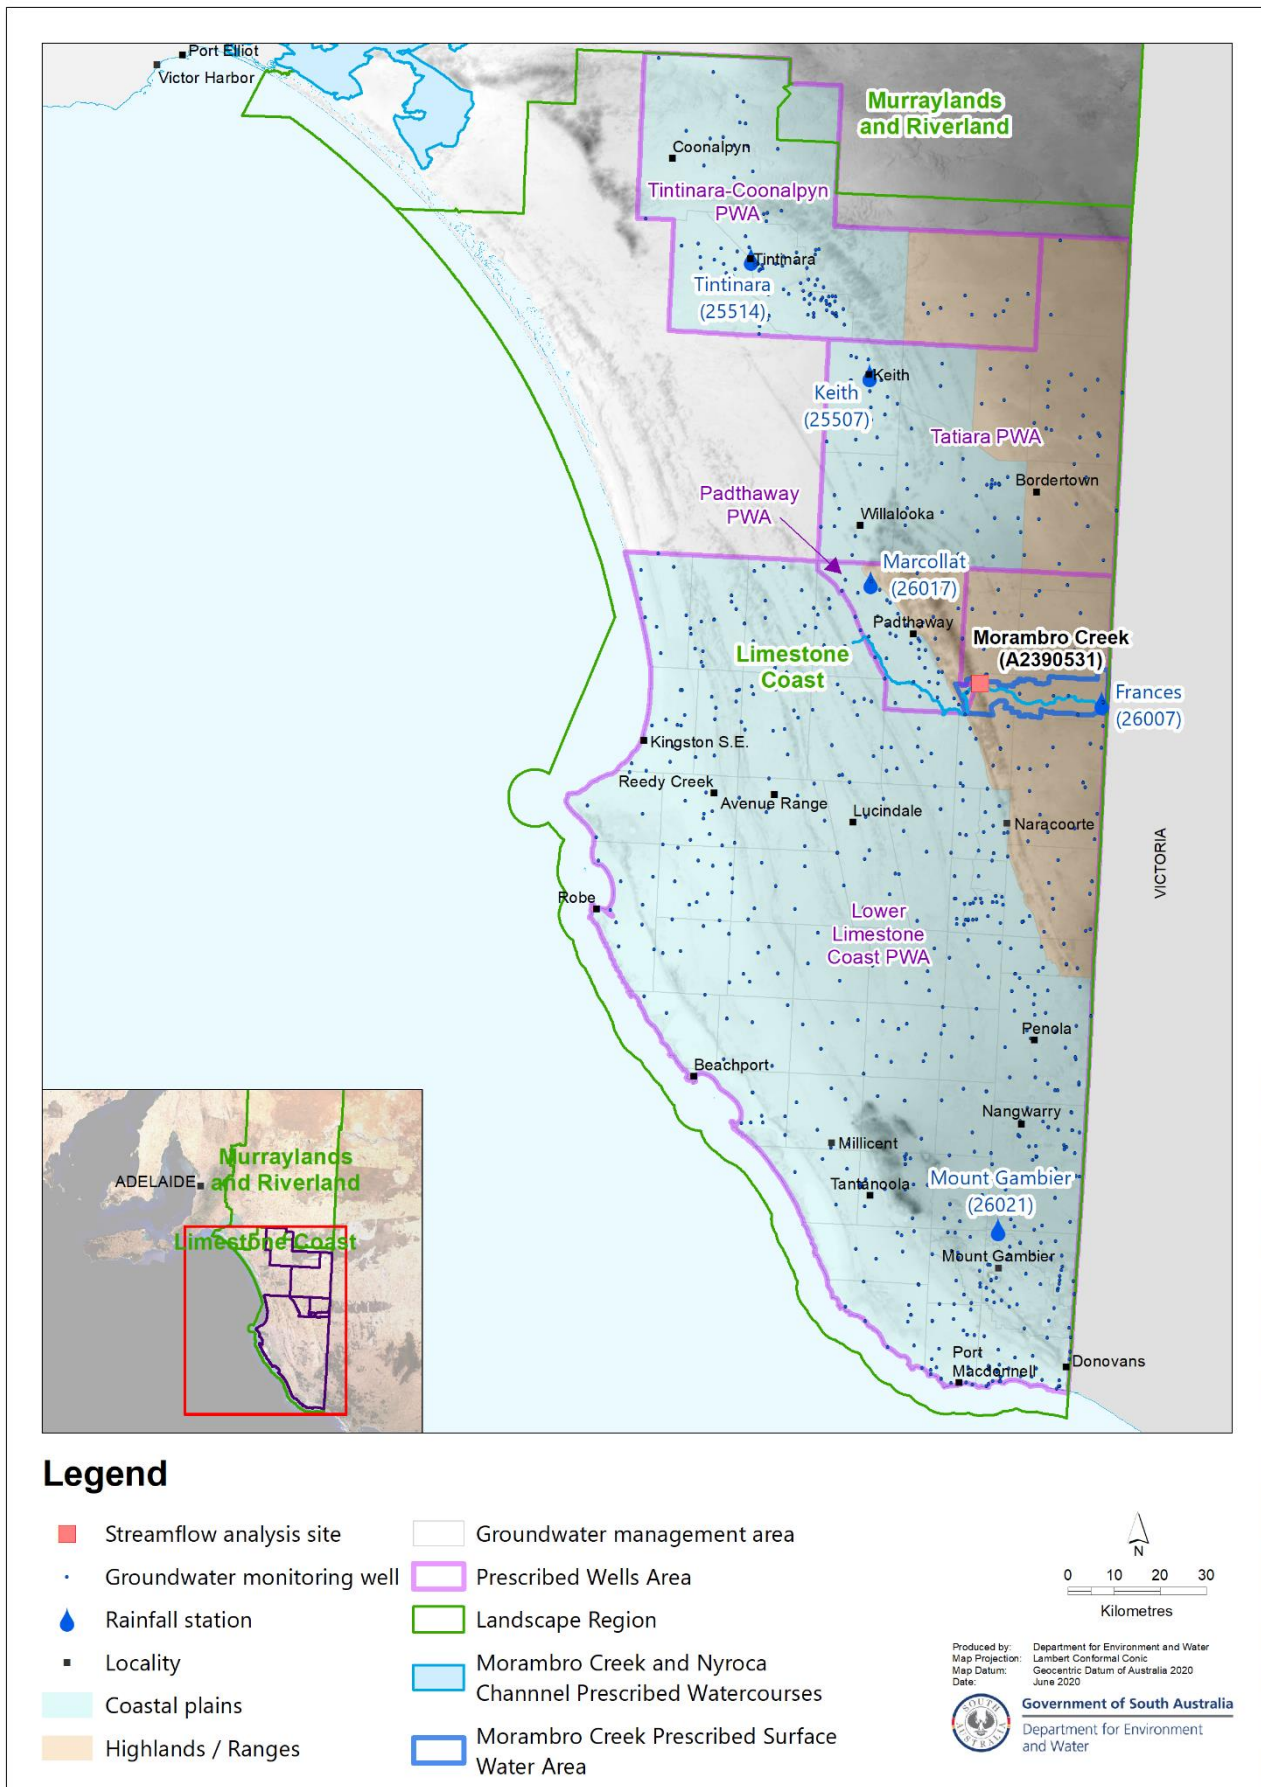 Port Elliot
Victor Harbor
Murraylands
and Riverland
Coonalpyn
Tintinara-Coonalpyn
PWA
Tintinara
Tintinara
(25514)
Keith
Keith
(25507)
Tatiara PWA
Bordertown
Padthaway
PWA
Willalooka
Marcollat
(26017)
Padthaway
Morambro Creek
(A2390531)
Limestone
Coast
Frances
(26007)
Kingston S.E.
Reedy Creek
Avenue Range
Lucindale
Naracoorte
VICTORIA
Robe
Lower
Limestone
Coast PWA
Penola
Beachport
Nangwarry
Millicent
Tantanoola
Mount Gambier
(26021)
Mount Gambier
Port
Macdonnell
Donovans
Murraylands
and Riverland
ADELAIDE
Limestone Coast
Legend
Streamflow analysis site
Groundwater monitoring well
Rainfall station
Locality
Coastal plains
Highlands / Ranges
Groundwater management area
Prescribed Wells Area
Landscape Region
Morambro Creek and Nyroca
Channnel Prescribed Watercourses
Morambro Creek Prescribed Surface
Water Area
N
0 10 20 30
Kilometres
Produced by: Department for Environment and Water
Map Projection: Lambert Conformal Conic
Map Datum: Geocentric Datum of Australia 2020
Date: June 2020
SOUTH AUSTRALIA
Government of South Australia
Department for Environment
and Water